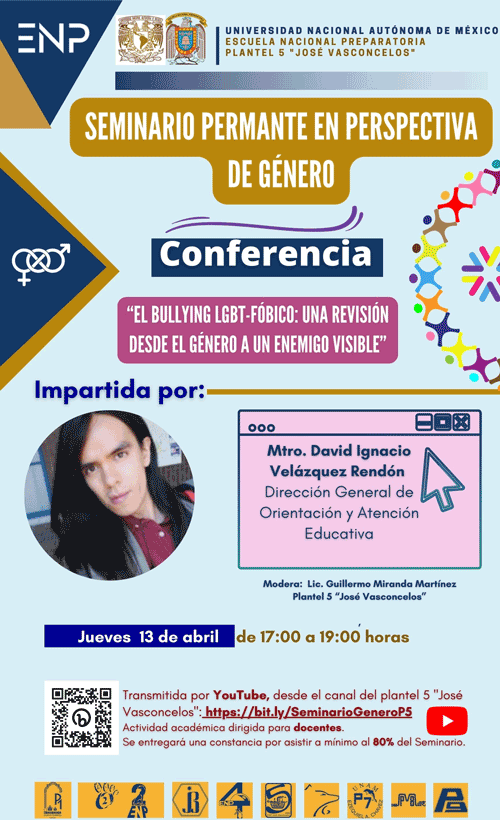 ENP
UNIVERSIDAD NACIONAL AUTÓNOMA DE MÉXICO
ESCUELA NACIONAL PREPARATORIA
PLANTEL 5 "JOSÉ VASCONCELOS"
SEMINARIO PERMANTE EN PERSPECTIVA
DE GÉNERO
Conferencia
“EL BULLYING LGBT-FÓBICO: UNA REVISIÓN
DESDE EL GÉNERO A UN ENEMIGO VISIBLE”
Impartida por:
Mtro. David Ignacio
Velázquez Rendón
Dirección General de
Orientación y Atención
Educativa
Modera: Lic. Guillermo Miranda Martínez
Plantel 5 “José Vasconcelos”
Jueves 13 de abril de 17:00 a 19:00 horas
Transmitida por YouTube, desde el canal del plantel 5 "José
Vasconcelos": https://bit.ly/SeminarioGeneroP5
Actividad académica dirigida para docentes.
Se entregará una constancia por asistir a mínimo al 80% del Seminario.